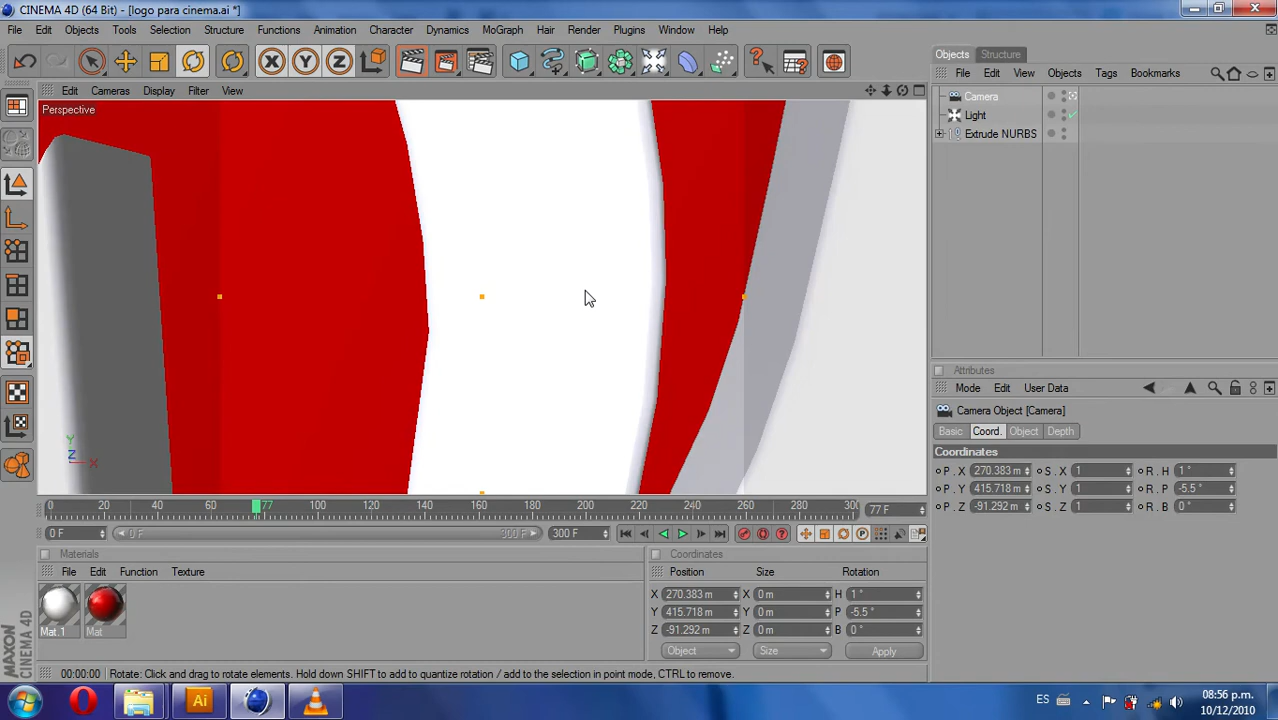 CINEMA 4D (64 Bit) - [logo para cinema.ai *]
File Edit Objects Tools Selection Structure Functions Animation Character Dynamics MoGraph Hair Render Plugins Window Help
Objects Structure
File Edit View Objects Tags Bookmarks
Edit Cameras Display Filter View
Perspective
Camera
Light
Extrude NURBS
Y
Z X
Attributes
Mode Edit User Data
Camera Object [Camera]
Basic Coord. Object Depth
Coordinates
P . X 270.383 m S . X 1 R . H 1 °
P . Y 415.718 m S . Y 1 R . P -5.5 °
P . Z -91.292 m S . Z 1 R . B 0 °
0 20 40 60 77 100 120 140 160 180 200 220 240 260 280 300 77 F
0 F 0 F 300 F 300 F
Materials
File Edit Function Texture
Mat.1 Mat
Coordinates
Position Size Rotation
X 270.383 m X 0 m H 1 °
Y 415.718 m Y 0 m P -5.5 °
Z -91.292 m Z 0 m B 0 °
Object Size Apply
MAXON CINEMA 4D
00:00:00 Rotate: Click and drag to rotate elements. Hold down SHIFT to add to quantize rotation / add to the selection in point mode, CTRL to remove.
Ai
ES
08:56 p.m.
10/12/2010